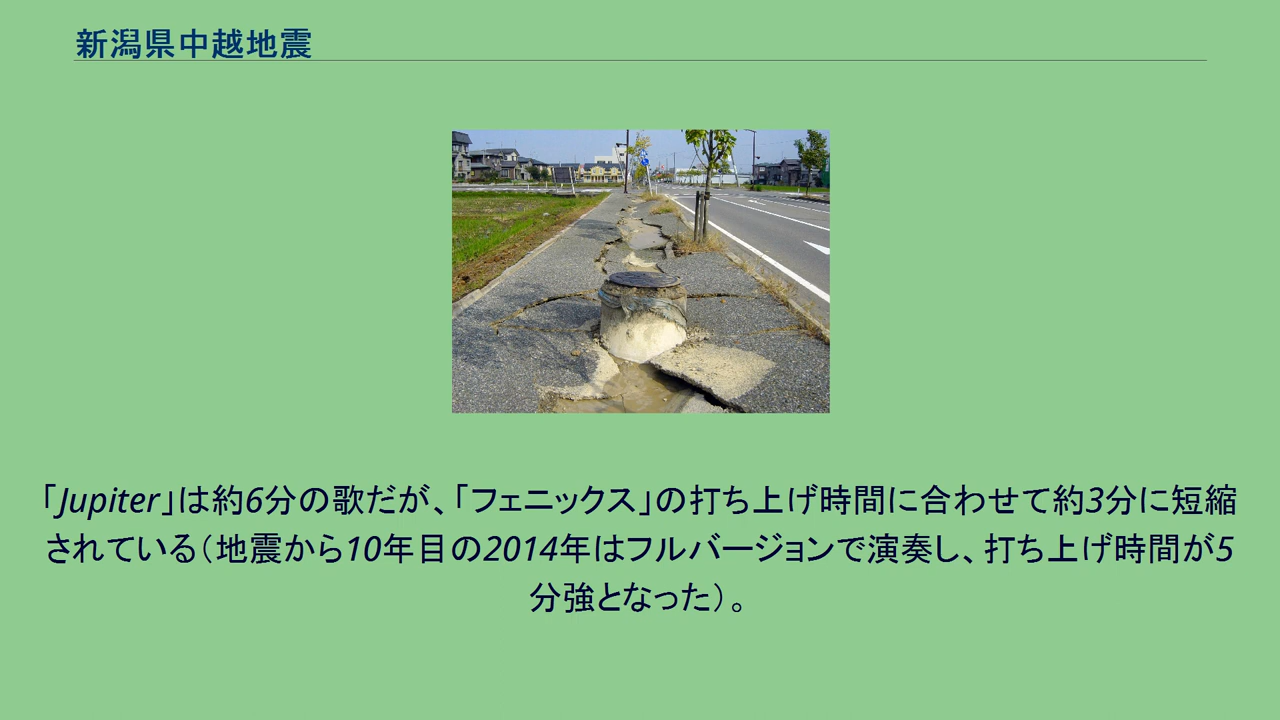 新潟県中越地震
「Jupiter」は約6分の歌だが、「フェニックス」の打ち上げ時間に合わせて約3分に短縮
されている(地震から10年目の2014年はフルバージョンで演奏し、打ち上げ時間が5
分強となった)。